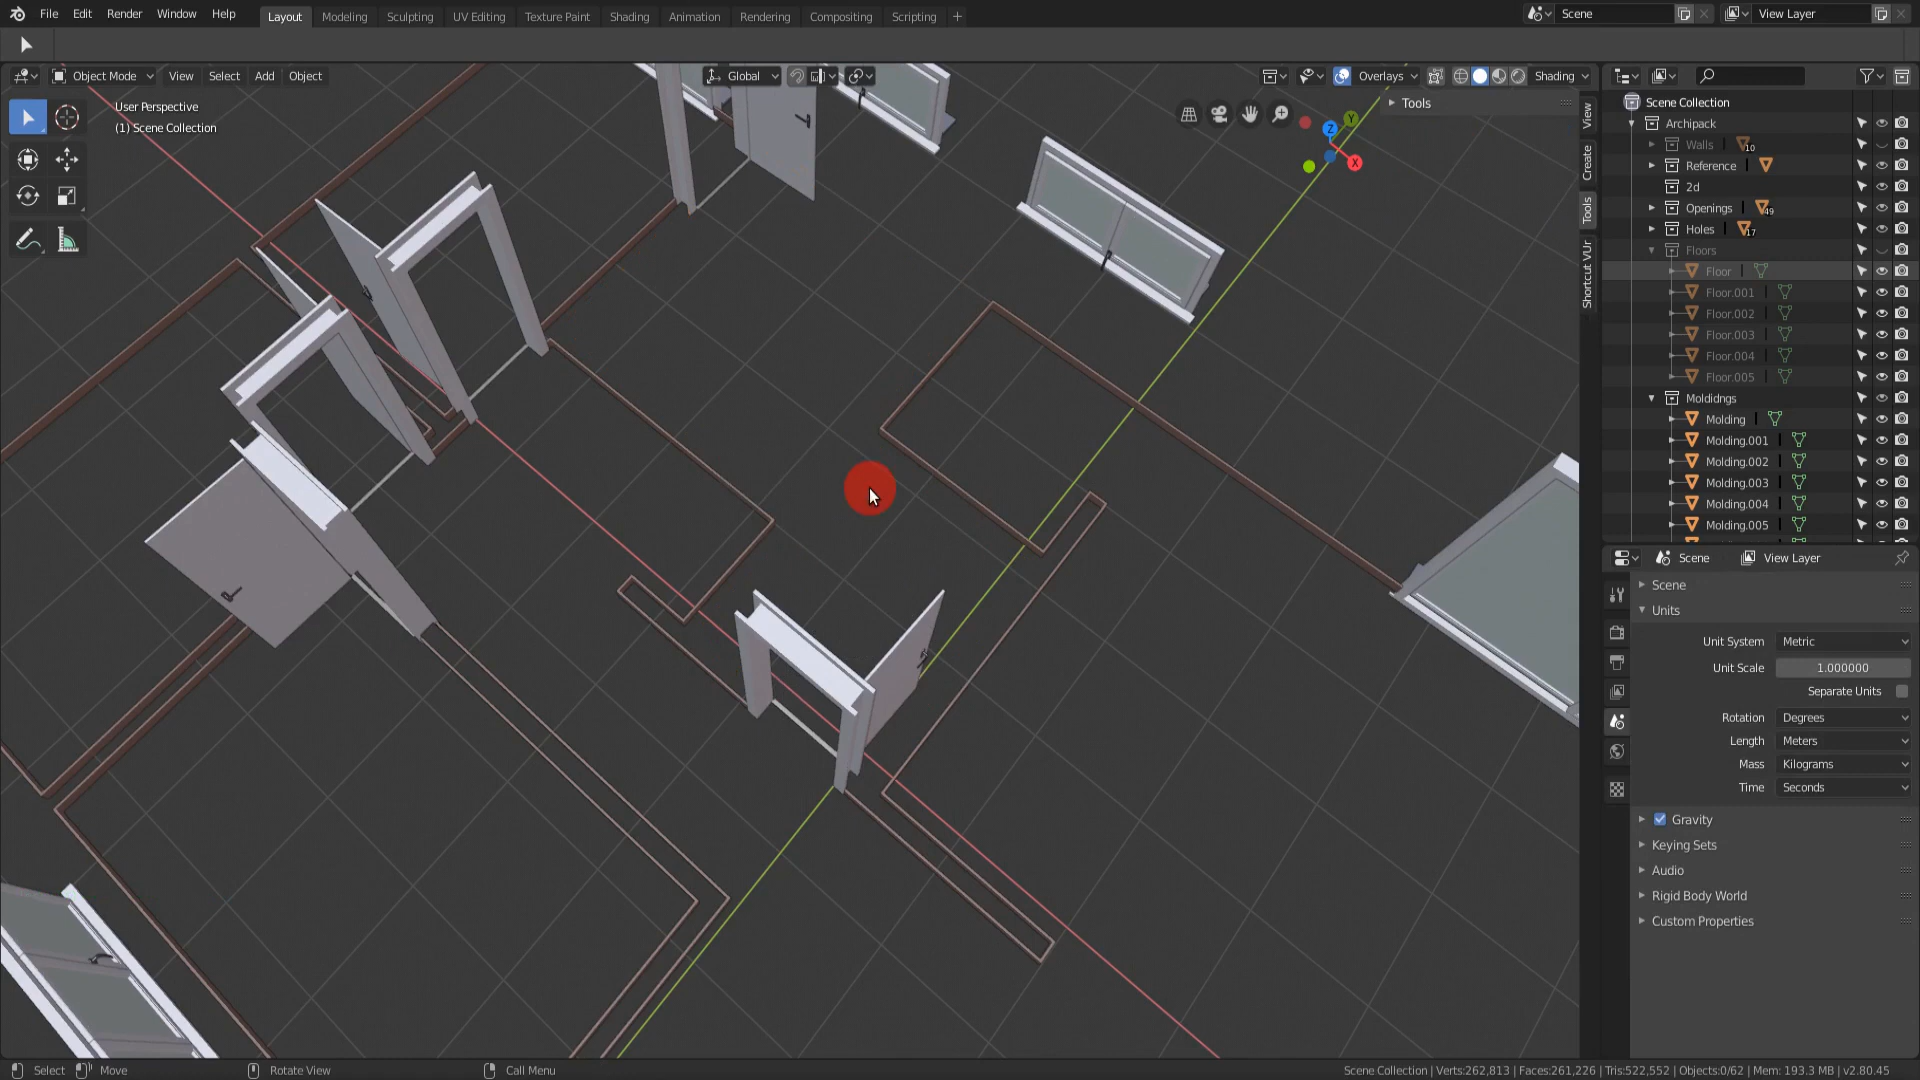 File Edit Render Window Help Layout Modeling Sculpting UV Editing Texture Paint Shading Animation Rendering Compositing Scripting +
Scene View Layer
Object Mode View Select Add Object Global Overlays Shading
User Perspective
(1) Scene Collection
Tools
Z
Y
X
View
Create
Tools
Shortcut VUr
Scene Collection
Archipack
Walls 10
Reference
2d
Openings 49
Holes 17
Floors
Floor
Floor.001
Floor.002
Floor.003
Floor.004
Floor.005
Moldidngs
Molding
Molding.001
Molding.002
Molding.003
Molding.004
Molding.005
Scene View Layer
Scene
Units
Unit System Metric
Unit Scale 1.000000
Separate Units
Rotation Degrees
Length Meters
Mass Kilograms
Time Seconds
Gravity
Keying Sets
Audio
Rigid Body World
Custom Properties
Select Move Rotate View Call Menu
Scene Collection | Verts:262,813 | Faces:261,226 | Tris:522,552 | Objects:0/62 | Mem: 193.3 MB | v2.80.45